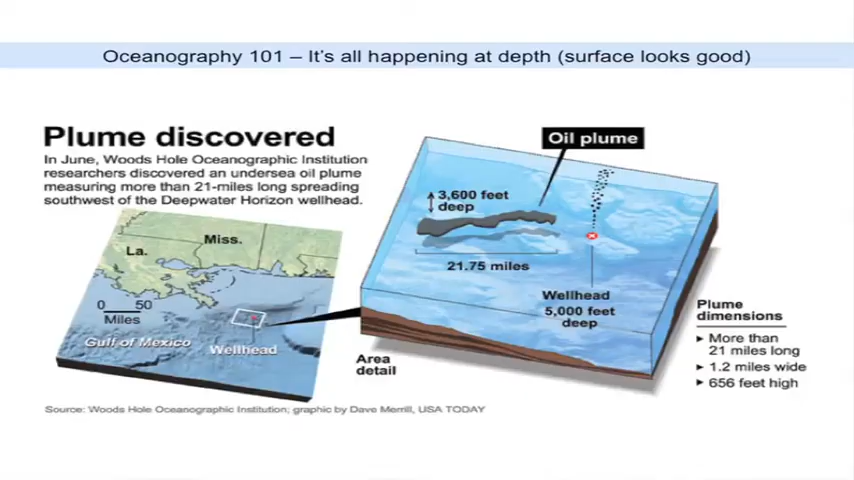 Oceanography 101 – It's all happening at depth (surface looks good)
Plume discovered
In June, Woods Hole Oceanographic Institution
researchers discovered an undersea oil plume
measuring more than 21-miles long spreading
southwest of the Deepwater Horizon wellhead.
La.
Miss.
0 50
Miles
Gulf of Mexico
Wellhead
Area
detail
Oil plume
3,600 feet
deep
21.75 miles
Wellhead
5,000 feet
deep
Plume
dimensions
More than
21 miles long
1.2 miles wide
656 feet high
Source: Woods Hole Oceanographic Institution; graphic by Dave Merrill, USA TODAY